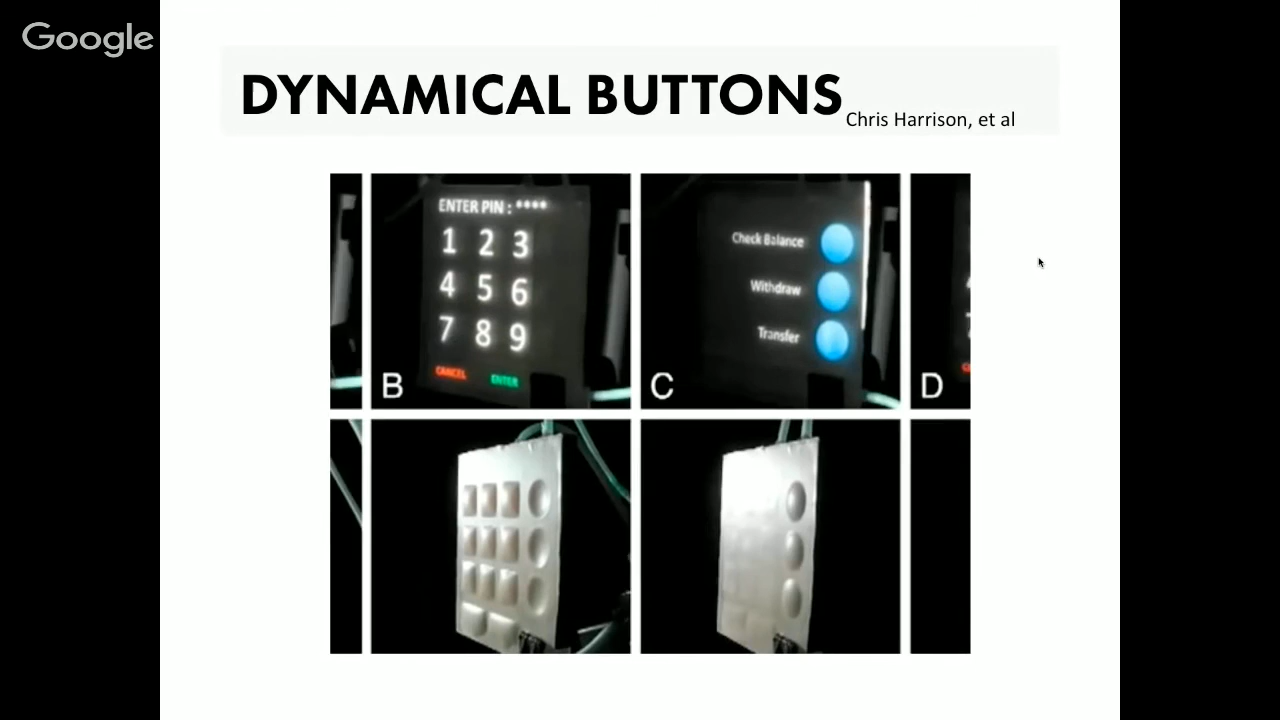 Google
DYNAMICAL BUTTONS
Chris Harrison, et al
ENTER PIN : ****
1 2 3
4 5 6
7 8 9
CANCEL ENTER
B
Check Balance
Withdraw
Transfer
C
D